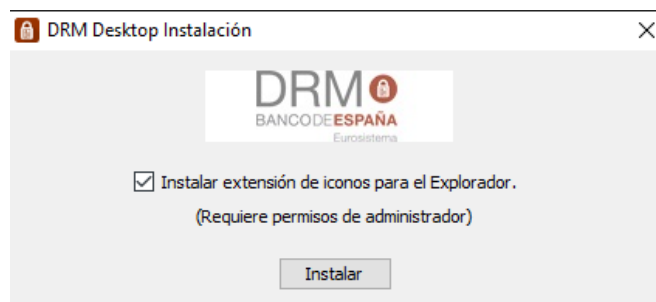 DRM Desktop Instalación
DRM
BANCODEESPAÑA
Eurosistema
Instalar extensión de iconos para el Explorador.
(Requiere permisos de administrador)
Instalar